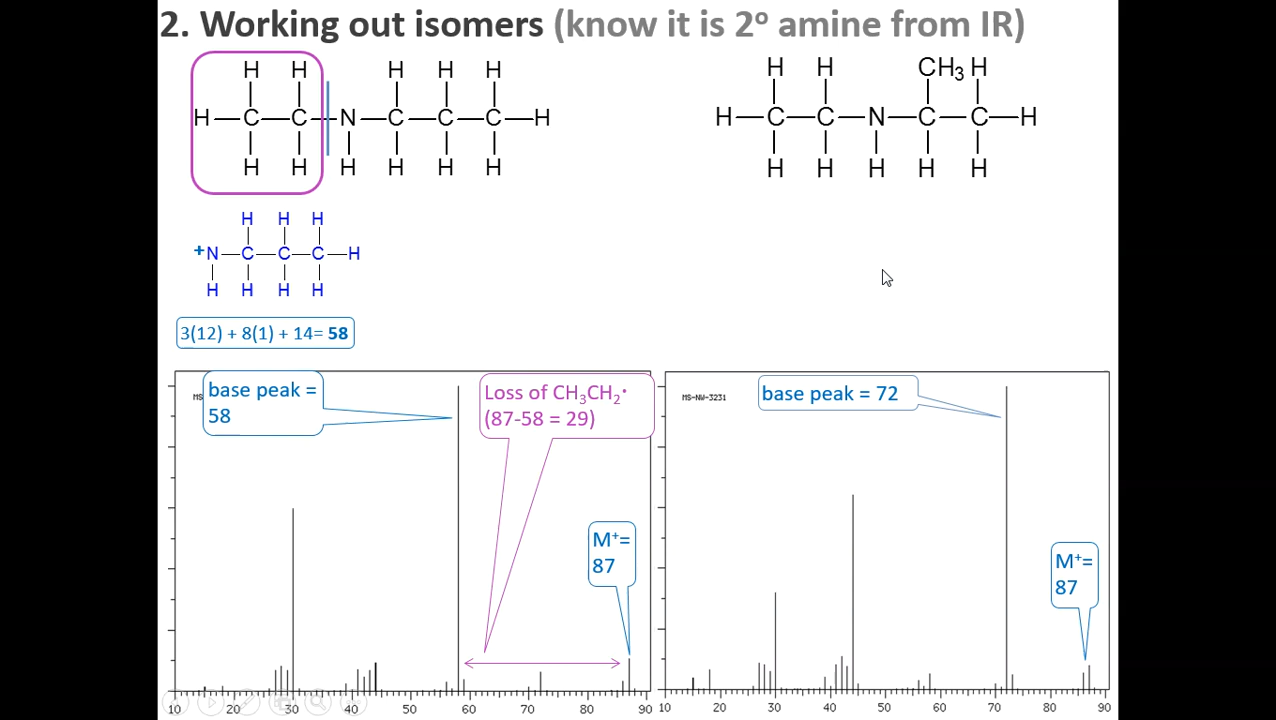 2. Working out isomers (know it is 2º amine from IR)
H H H H H
H—C—C—N—C—C—C—H
H H H H H H
CH₃ H
H H
H—C—C—N—C—C—H
H H H H H
H H H
+N—C—C—C—H
H H H H
3(12) + 8(1) + 14= 58
base peak =
58
MS
Loss of CH₃CH₂·
(87-58 = 29)
M⁺=
87
10 20 30 40 50 60 70 80 90
base peak = 72
MS-NW-3231
M⁺=
87
10 20 30 40 50 60 70 80 90